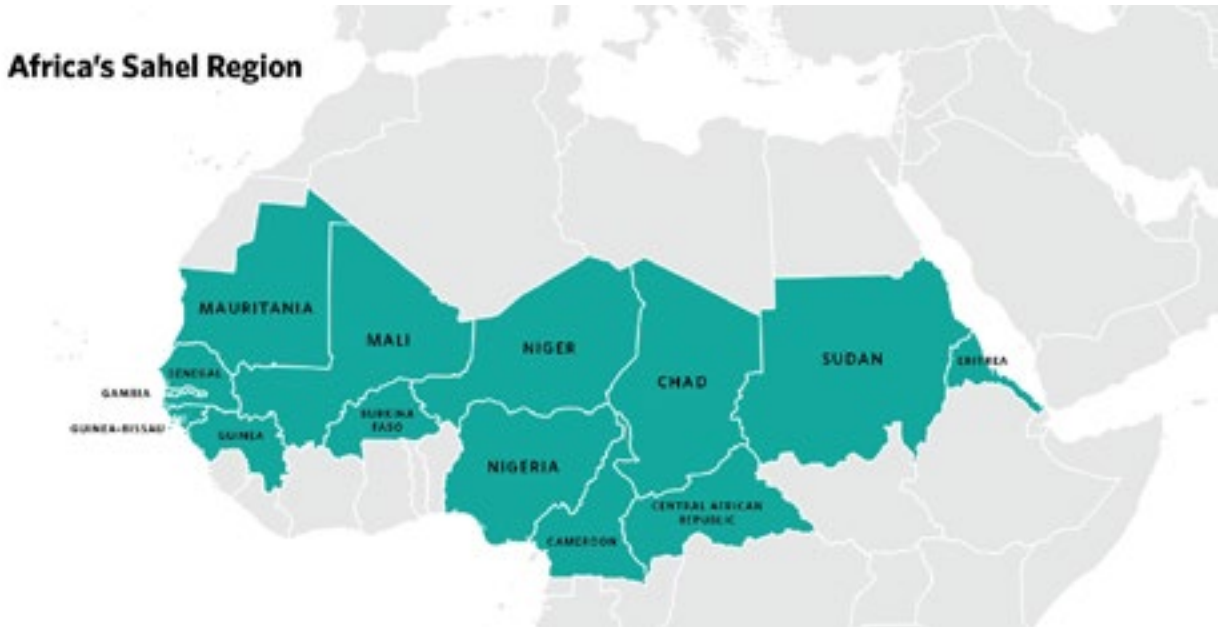 Africa's Sahel Region
MAURITANIA
MALI
NIGER
CHAD
SUDAN
ERITREA
SENEGAL
GAMBIA
GUINEA-BISSAU
GUINEA
BURKINA
FASO
NIGERIA
CENTRAL AFRICAN
REPUBLIC
CAMEROON